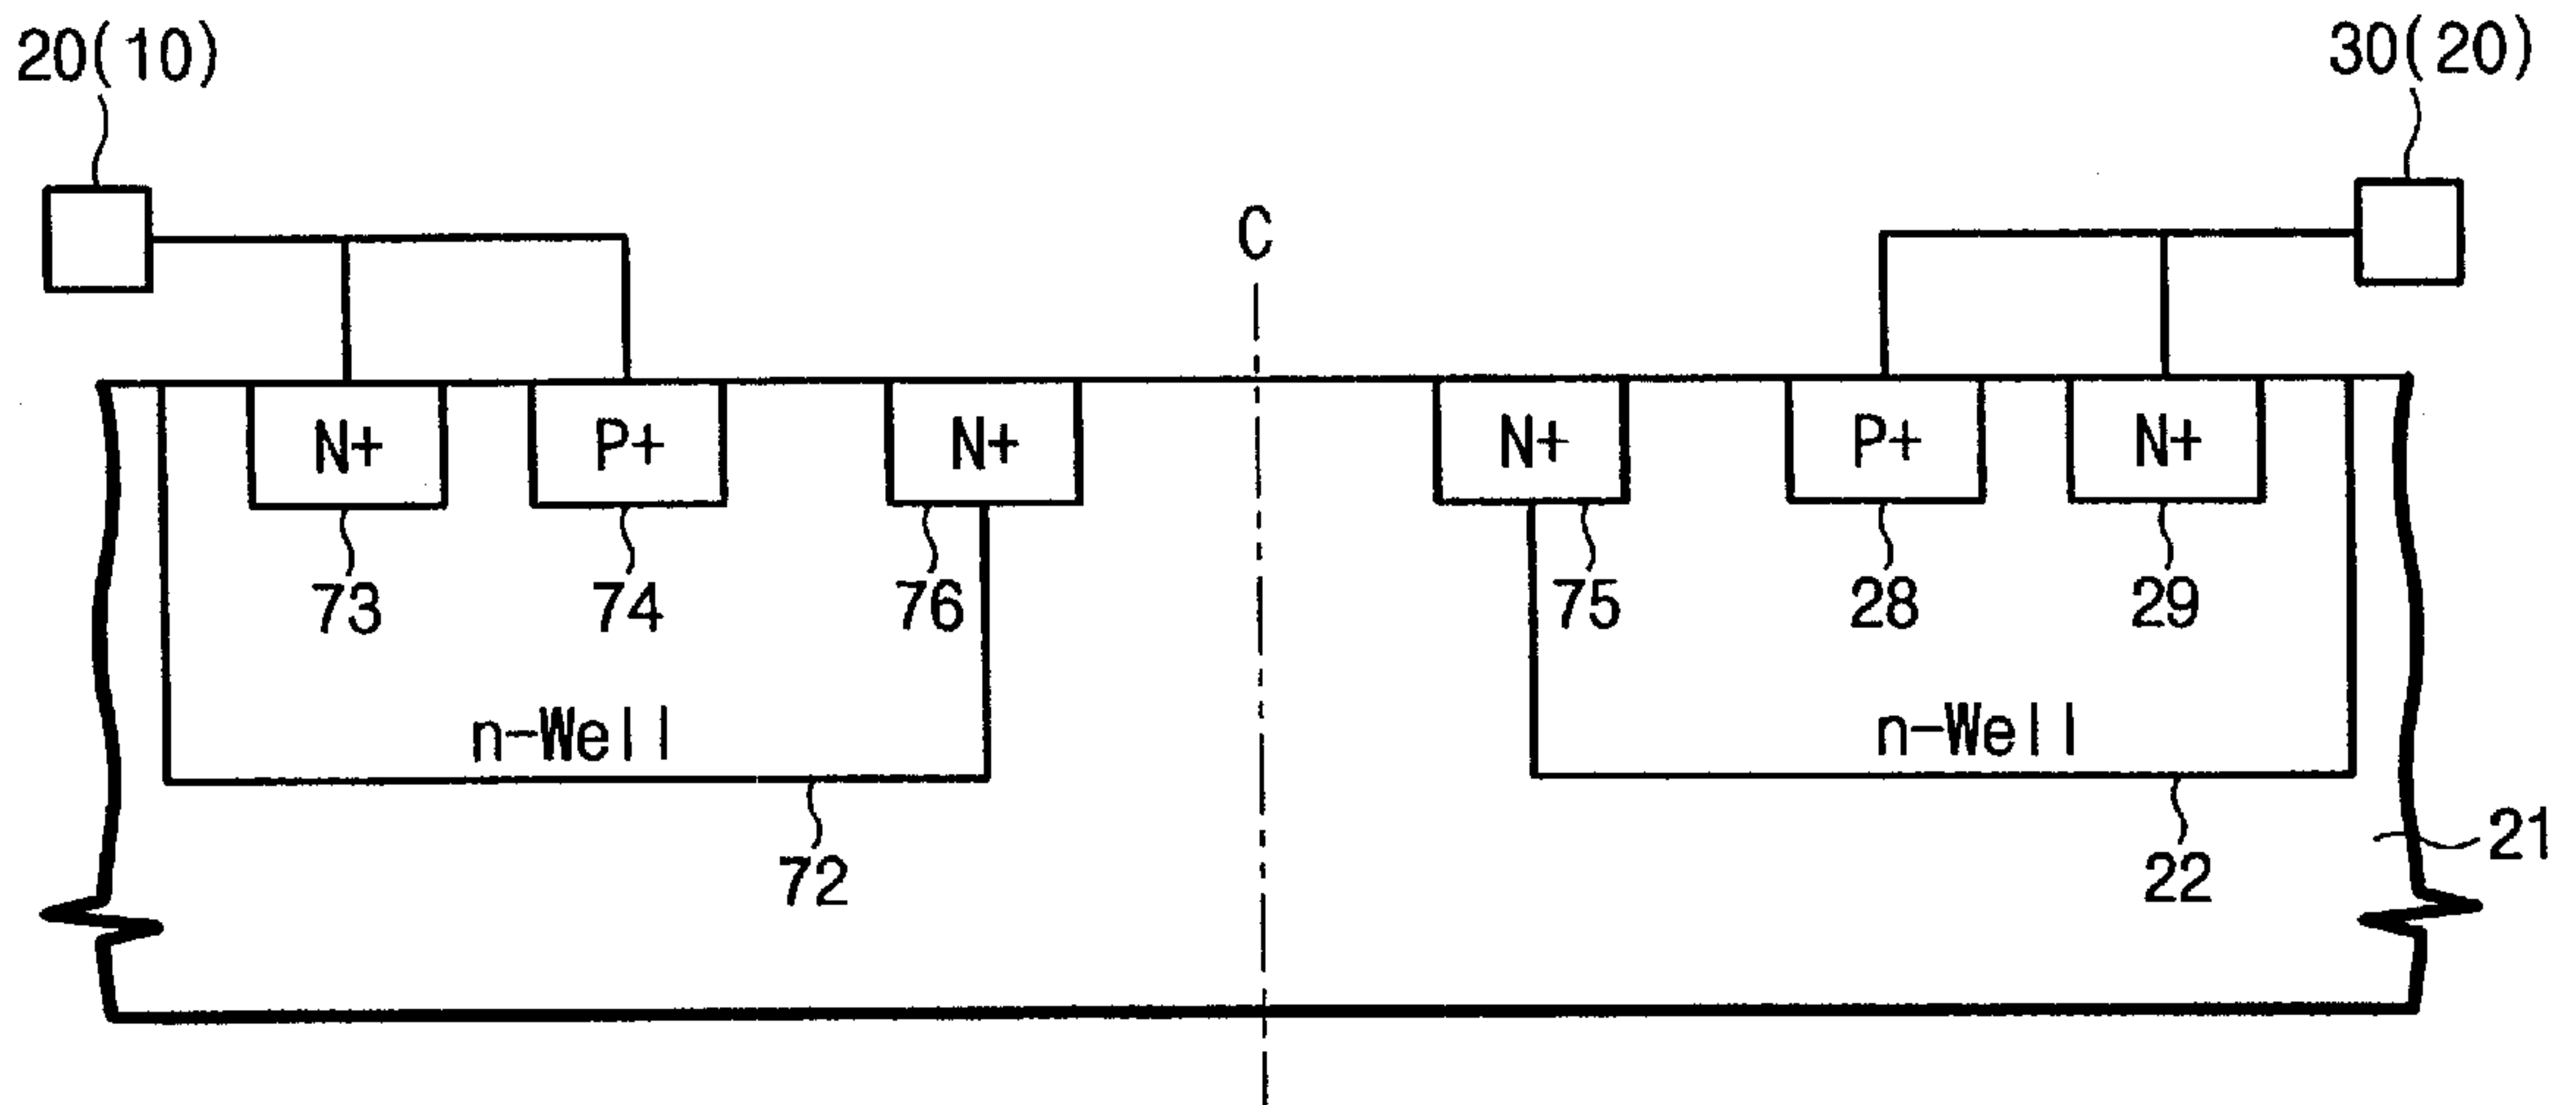 20(10) 30(20)
C
N+ P+ N+ N+ P+ N+
73 74 76 75 28 29
n-Well n-Well
72 22 21